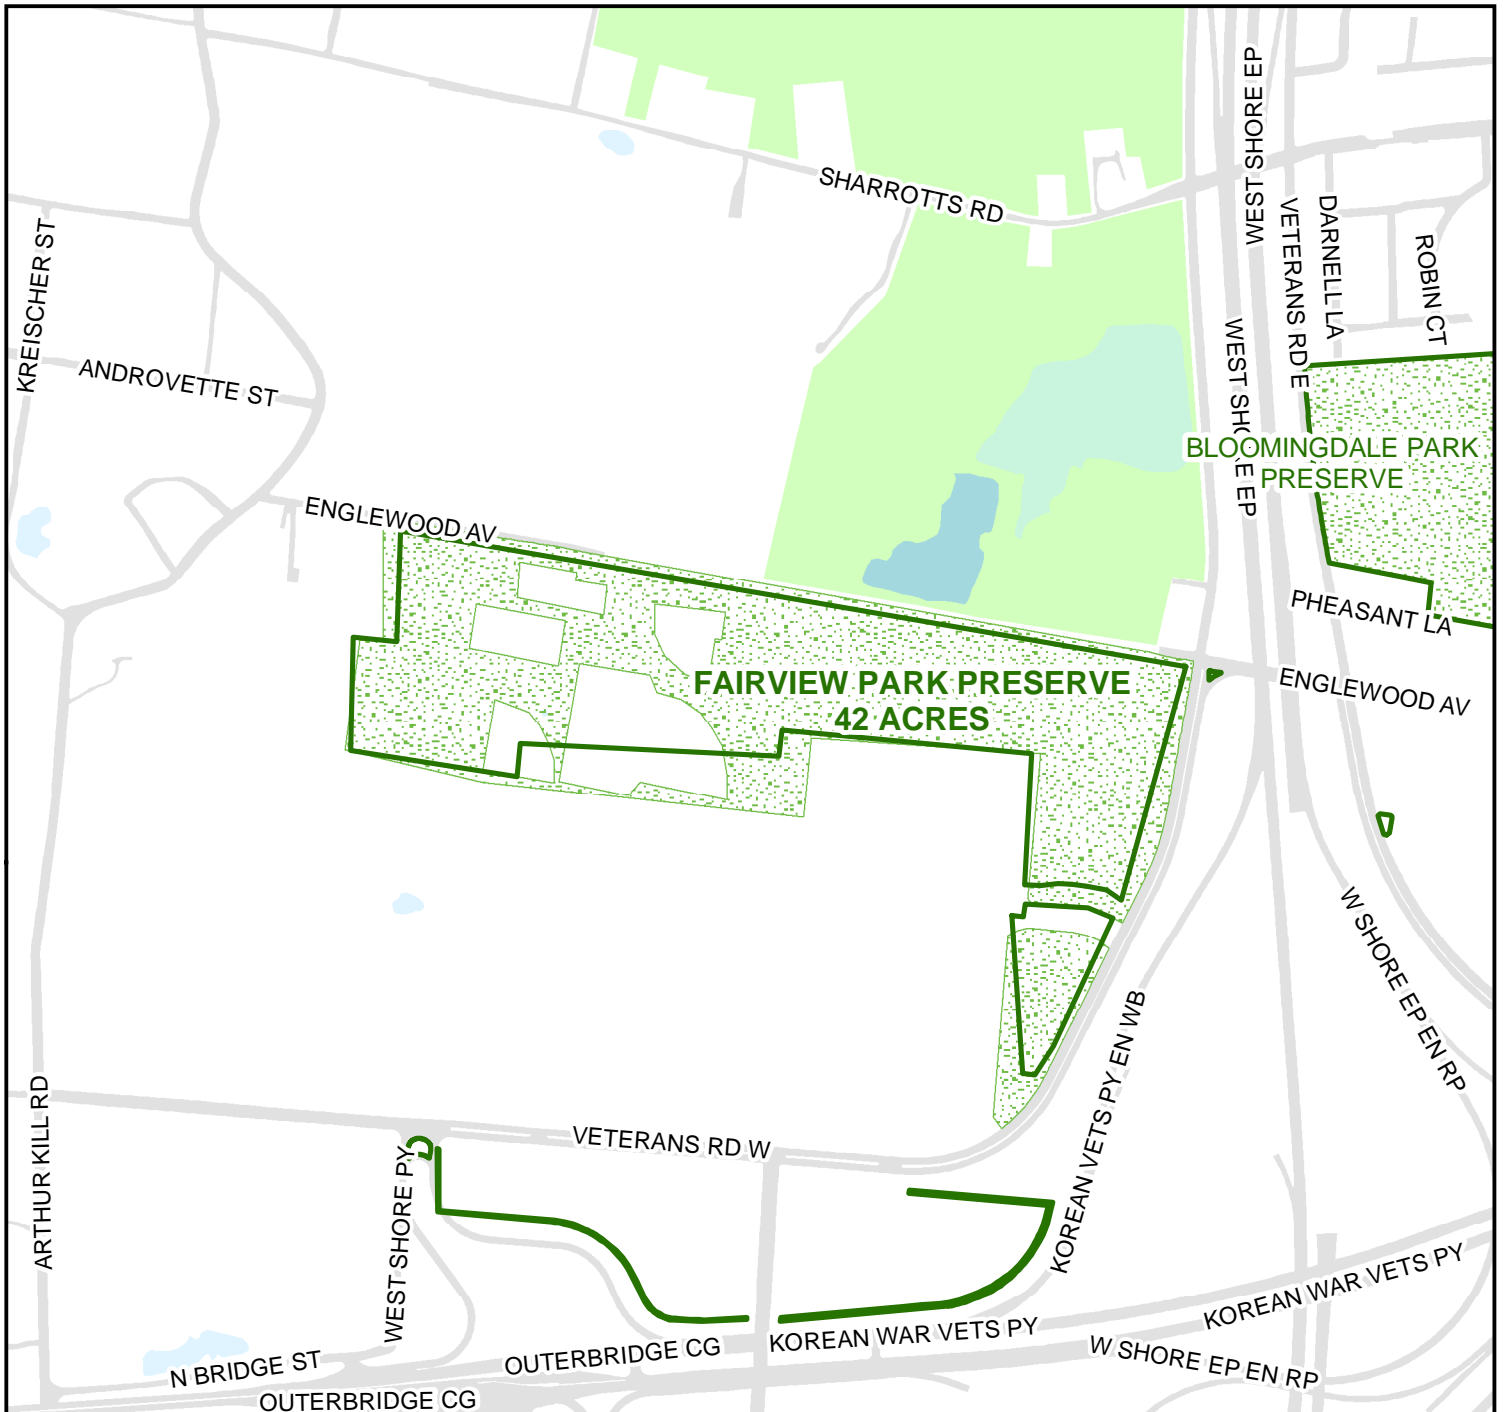 WEST SHORE EP
SHARROTTS RD
VETERANS RD E
DARNELL LA
ROBIN CT
KREISCHER ST
ANDROVETTE ST
WEST SHORE EP
BLOOMINGDALE PARK
PRESERVE
ENGLEWOOD AV
PHEASANT LA
ENGLEWOOD AV
FAIRVIEW PARK PRESERVE
42 ACRES
W SHORE EP EN RP
KOREAN VETS PY EN WB
ARTHUR KILL RD
VETERANS RD W
WEST SHORE PY
KOREAN WAR VETS PY
KOREAN WAR VETS PY
OUTERBRIDGE CG
W SHORE EP EN RP
N BRIDGE ST
OUTERBRIDGE CG